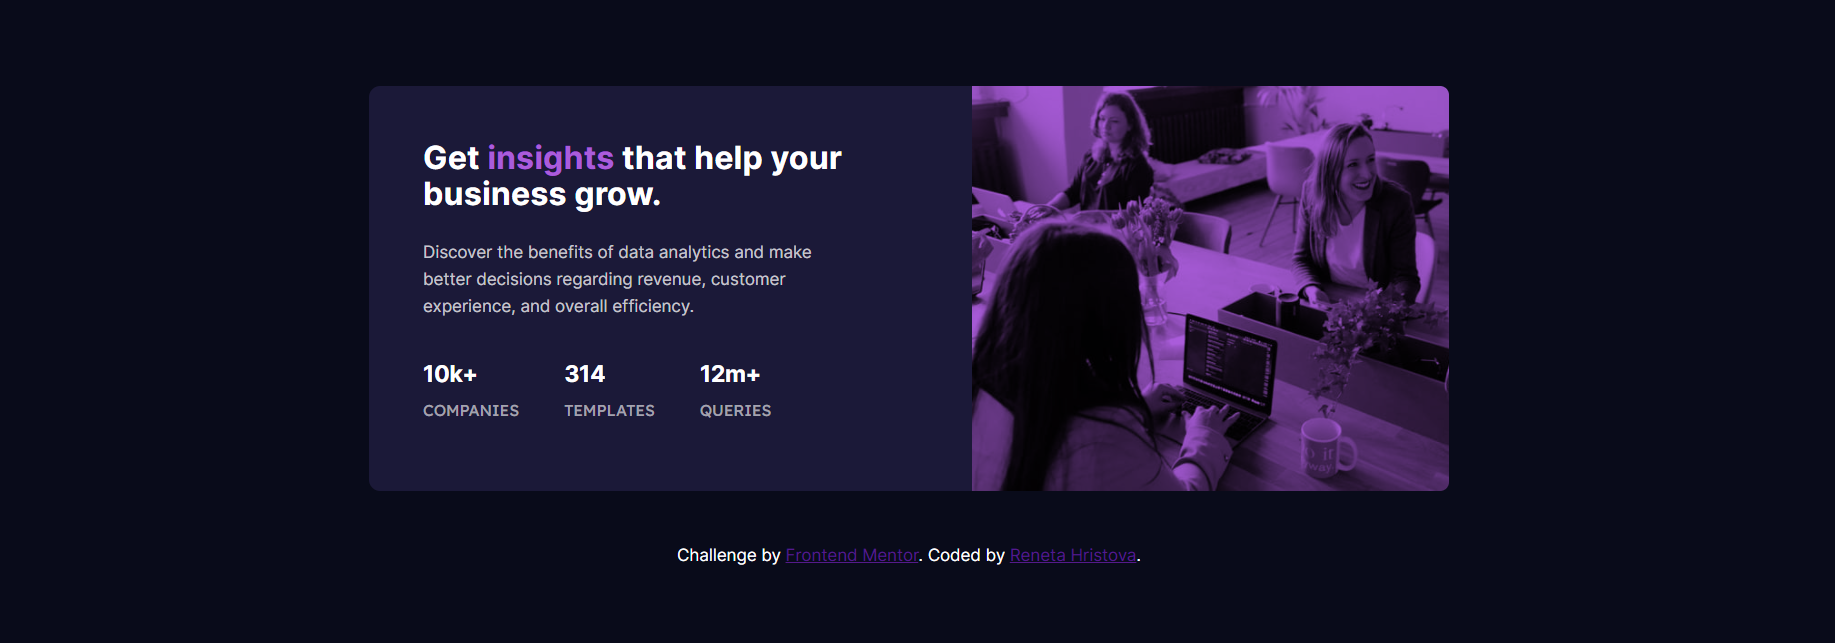 Get insights that help your
business grow.
Discover the benefits of data analytics and make
better decisions regarding revenue, customer
experience, and overall efficiency.
10k+ 314 12m+
COMPANIES TEMPLATES QUERIES
Challenge by Frontend Mentor. Coded by Reneta Hristova.